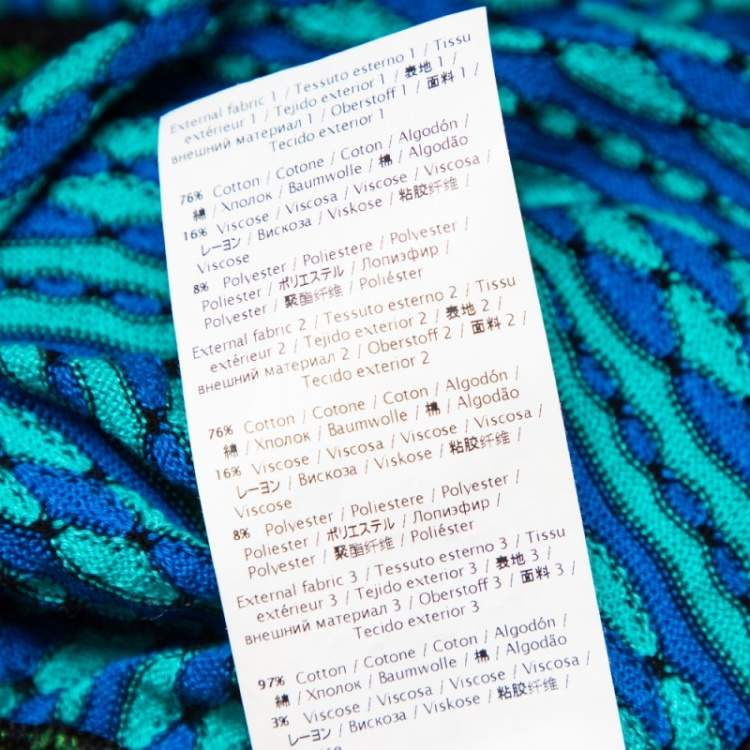 External fabric 1 / Tessuto esterno 1 / Tissu
extérieur 1 / Tejido exterior 1 / 表地 1 /
внешний материал 1 / Oberstoff 1 / 面料 1 /
Tecido exterior 1
76% Cotton / Cotone / Coton / Algodón /
綿 / Хполок / Baumwolle / 棉 / Algodão
16% Viscose / Viscosa / Viscose / Viscosa /
レーヨン / Вискоза / Viskose / 粘胶纤维 /
Viscose
8% Polyester / Poliestere / Polyester /
Poliester / ポリエステル / Лопиэфир /
Polyester / 聚酯纤维 / Poliéster
External fabric 2 / Tessuto esterno 2 / Tissu
extérieur 2 / Tejido exterior 2 / 表地 2 /
внешний материал 2 / Oberstoff 2 / 面料 2 /
Tecido exterior 2
76% Cotton / Cotone / Coton / Algodón /
綿 / Хполок / Baumwolle / 棉 / Algodão
16% Viscose / Viscosa / Viscose / Viscosa /
レーヨン / Вискоза / Viskose / 粘胶纤维 /
Viscose
8% Polyester / Poliestere / Polyester /
Poliester / ポリエステル / Лопиэфир /
Polyester / 聚酯纤维 / Poliéster
External fabric 3 / Tessuto esterno 3 / Tissu
extérieur 3 / Tejido exterior 3 / 表地 3 /
внешний материал 3 / Oberstoff 3 / 面料 3 /
Tecido exterior 3
97% Cotton / Cotone / Coton / Algodón /
綿 / Хполок / Baumwolle / 棉 / Algodão
3% Viscose / Viscosa / Viscose / Viscosa /
レーヨン / Вискоза / Viskose / 粘胶纤维 /
Viscose